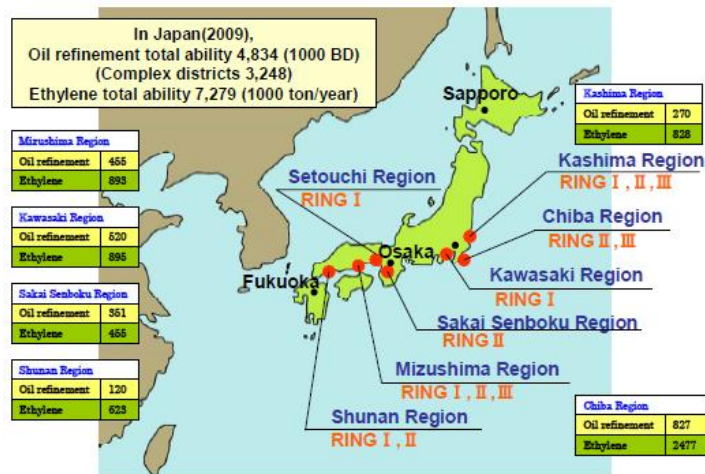 In Japan(2009),
Oil refinement total ability 4,834 (1000 BD)
(Complex districts 3,248)
Ethylene total ability 7,279 (1000 ton/year)
Mizushima Region
Oil refinement 455
Ethylene 893
Kawasaki Region
Oil refinement 520
Ethylene 895
Sakai Senboku Region
Oil refinement 351
Ethylene 455
Shunan Region
Oil refinement 120
Ethylene 623
Kashima Region
Oil refinement 270
Ethylene 828
Chiba Region
Oil refinement 827
Ethylene 2477
Sapporo
Setouchi Region
RING I
Kashima Region
RING I , II , III
Chiba Region
RING II , III
Osaka
Fukuoka
Kawasaki Region
RING I
Sakai Senboku Region
RING II
Mizushima Region
RING I , II , III
Shunan Region
RING I , II